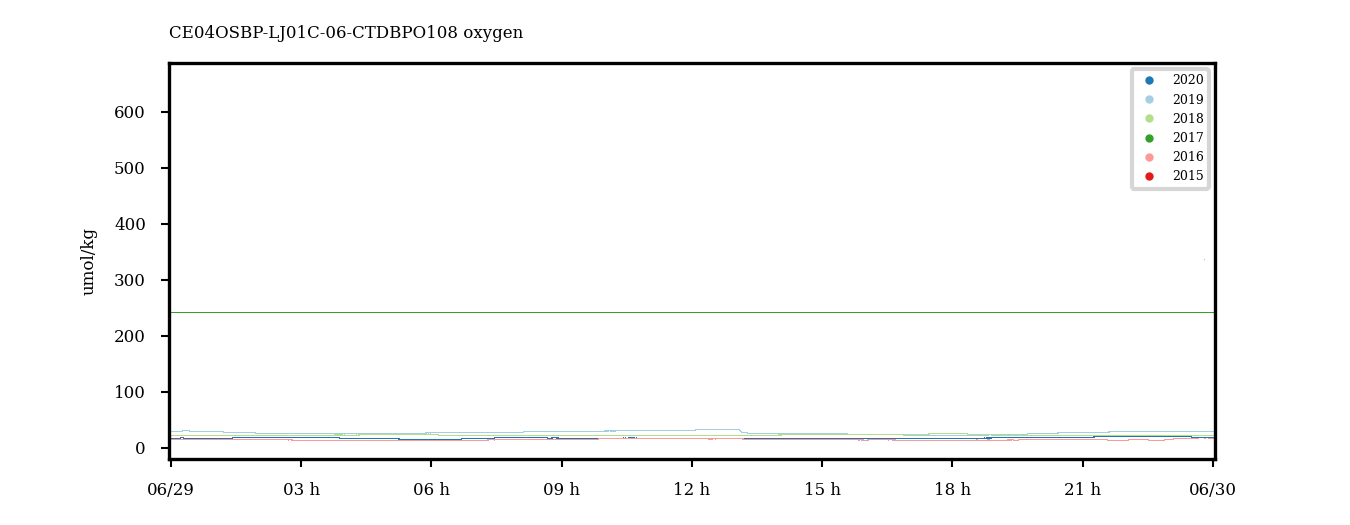 CE04OSBP-LJ01C-06-CTDBPO108 oxygen
2020
2019
2018
2017
2016
2015
umol/kg
600
500
400
300
200
100
0
06/29
03 h
06 h
09 h
12 h
15 h
18 h
21 h
06/30